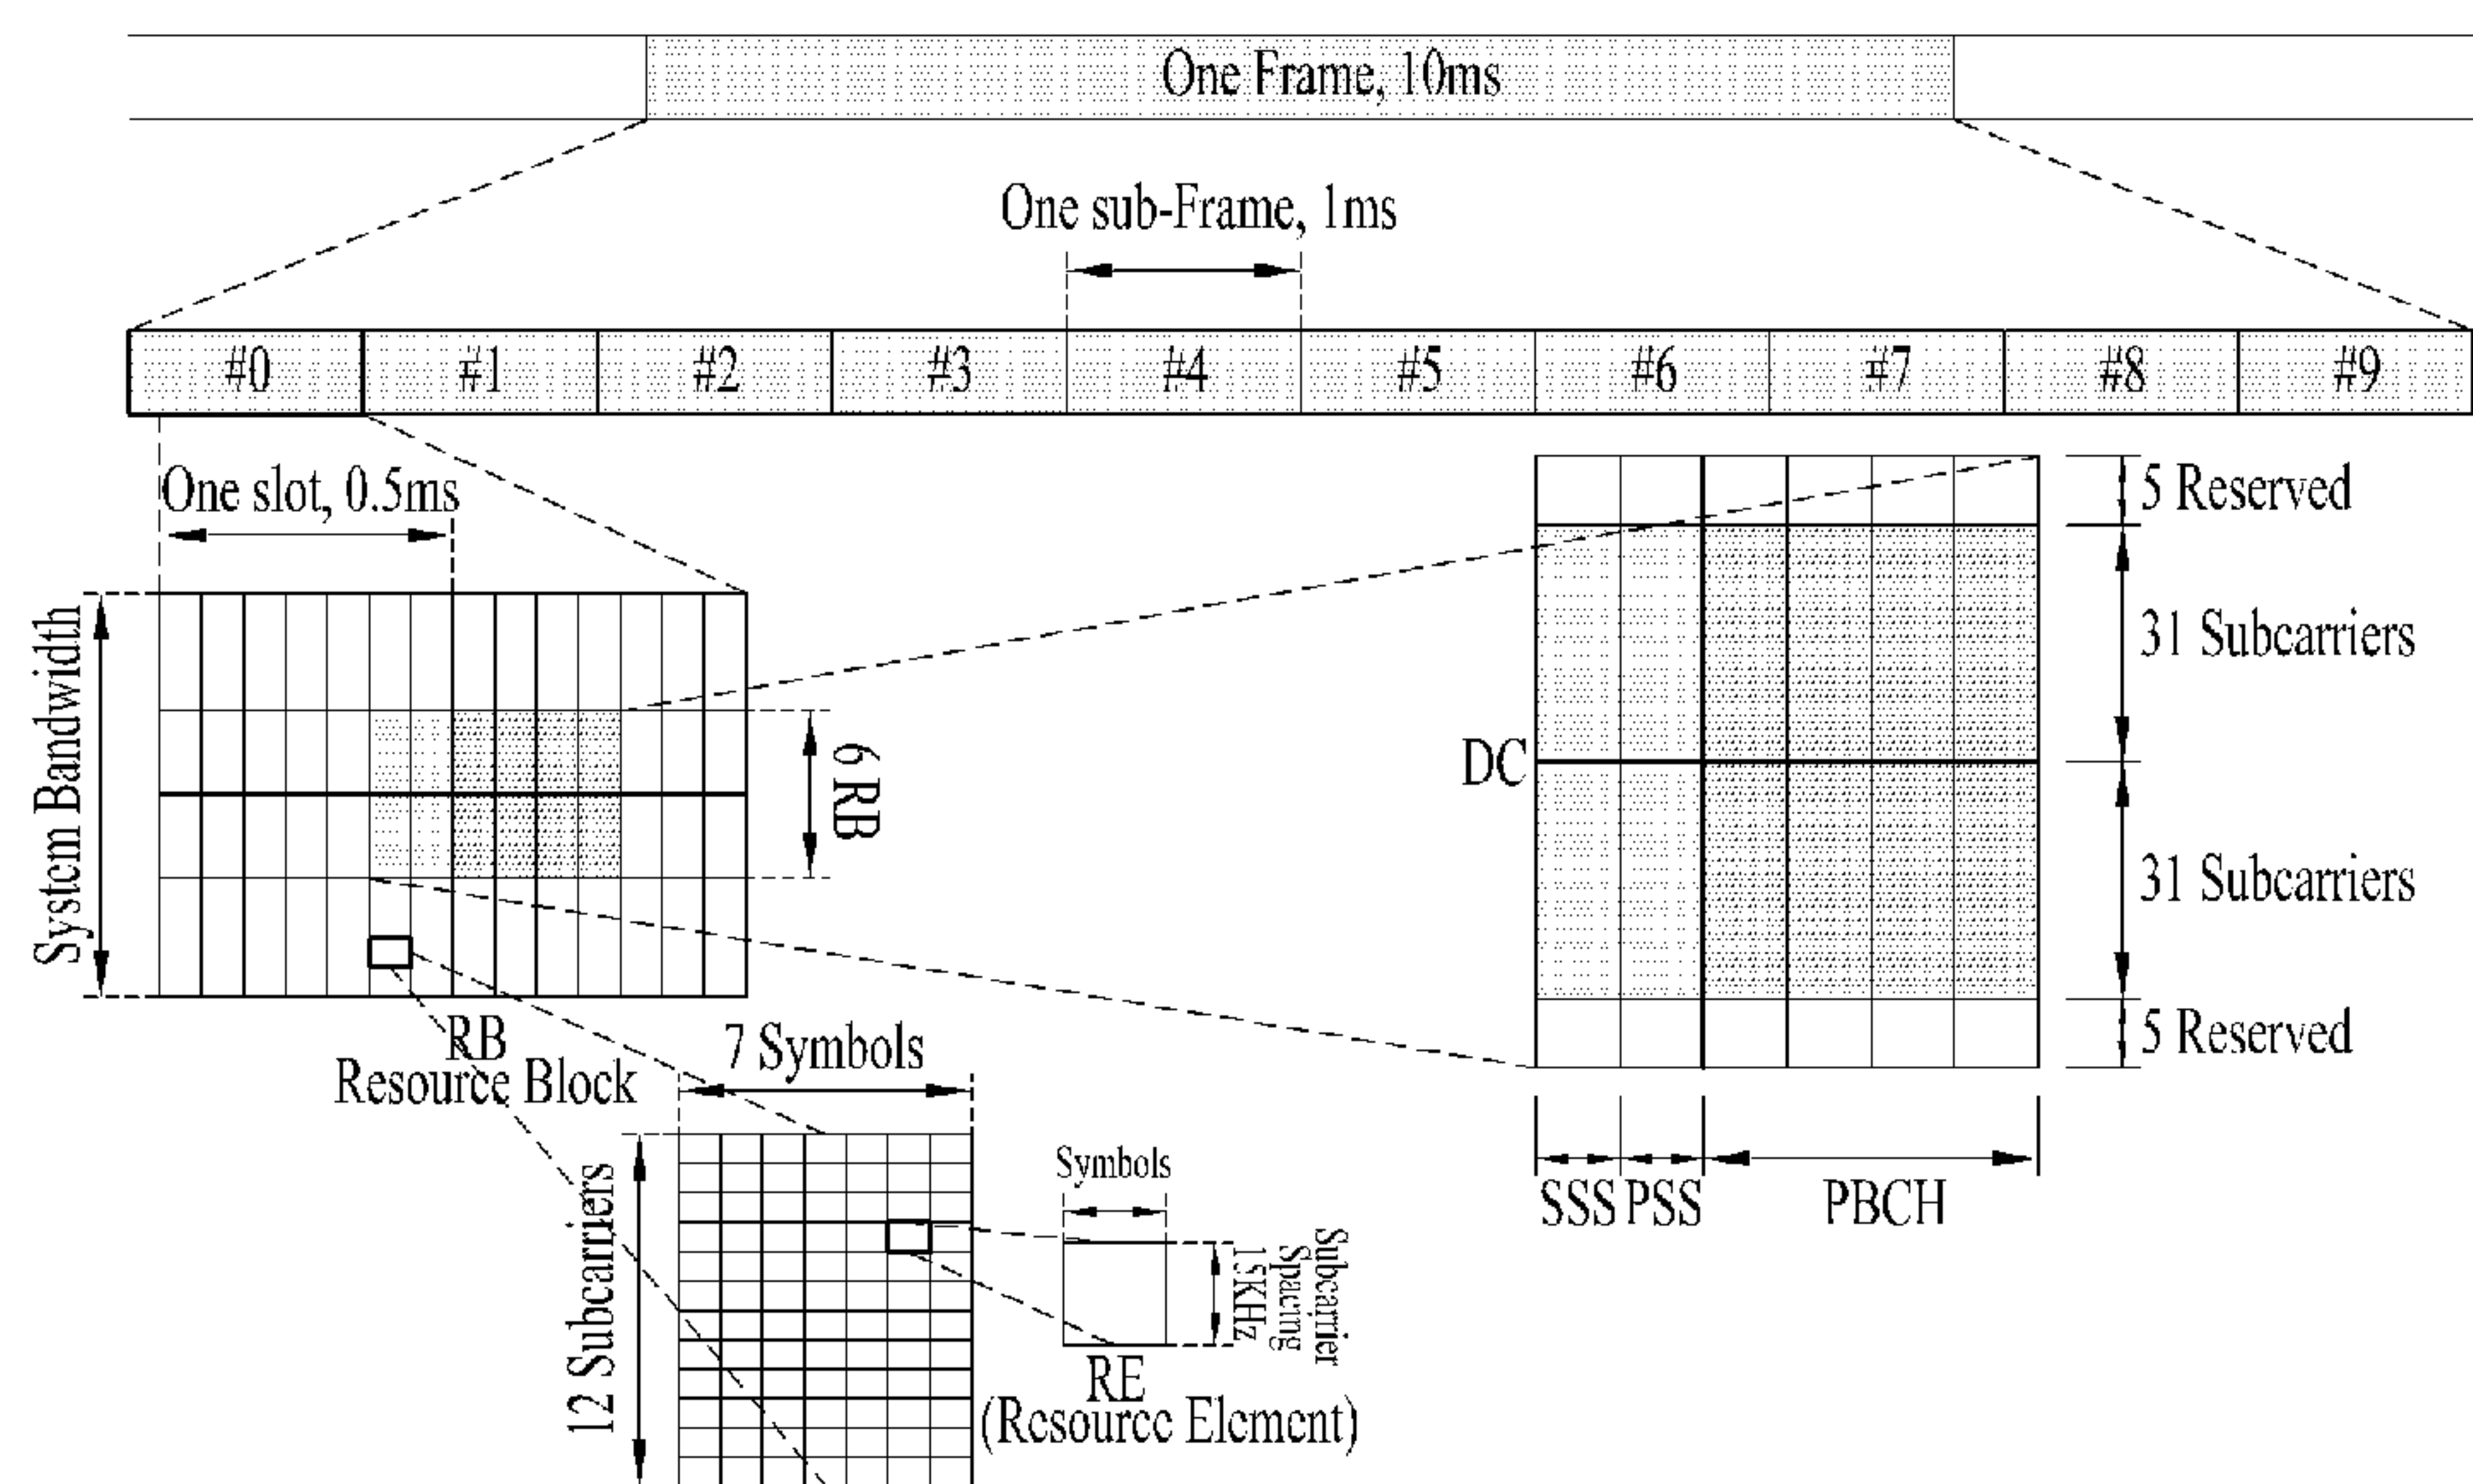 One Frame, 10ms
One sub-Frame, 1ms
#0
#1
#2
#3
#4
#5
#6
#7
#8
#9
One slot, 0.5ms
System Bandwidth
6 RB
5 Reserved
31 Subcarriers
DC
31 Subcarriers
5 Reserved
SSS
PSS
PBCH
RB
Resource Block
7 Symbols
12 Subcarriers
Symbols
Subcarrier
Spacing
15KHz
RE
(Resource Element)